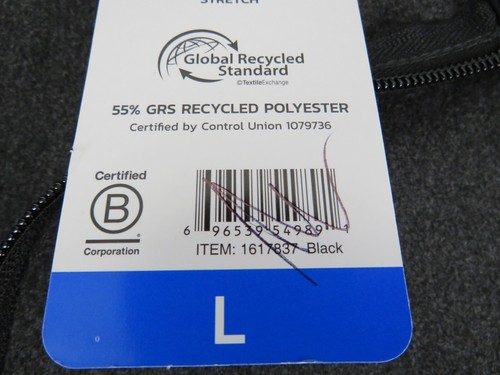 STRETCH
Global Recycled
Standard
©TextileExchange
55% GRS RECYCLED POLYESTER
Certified by Control Union 1079736
Certified
B
Corporation
6 96539 54989 1
ITEM: 1617837 Black
L